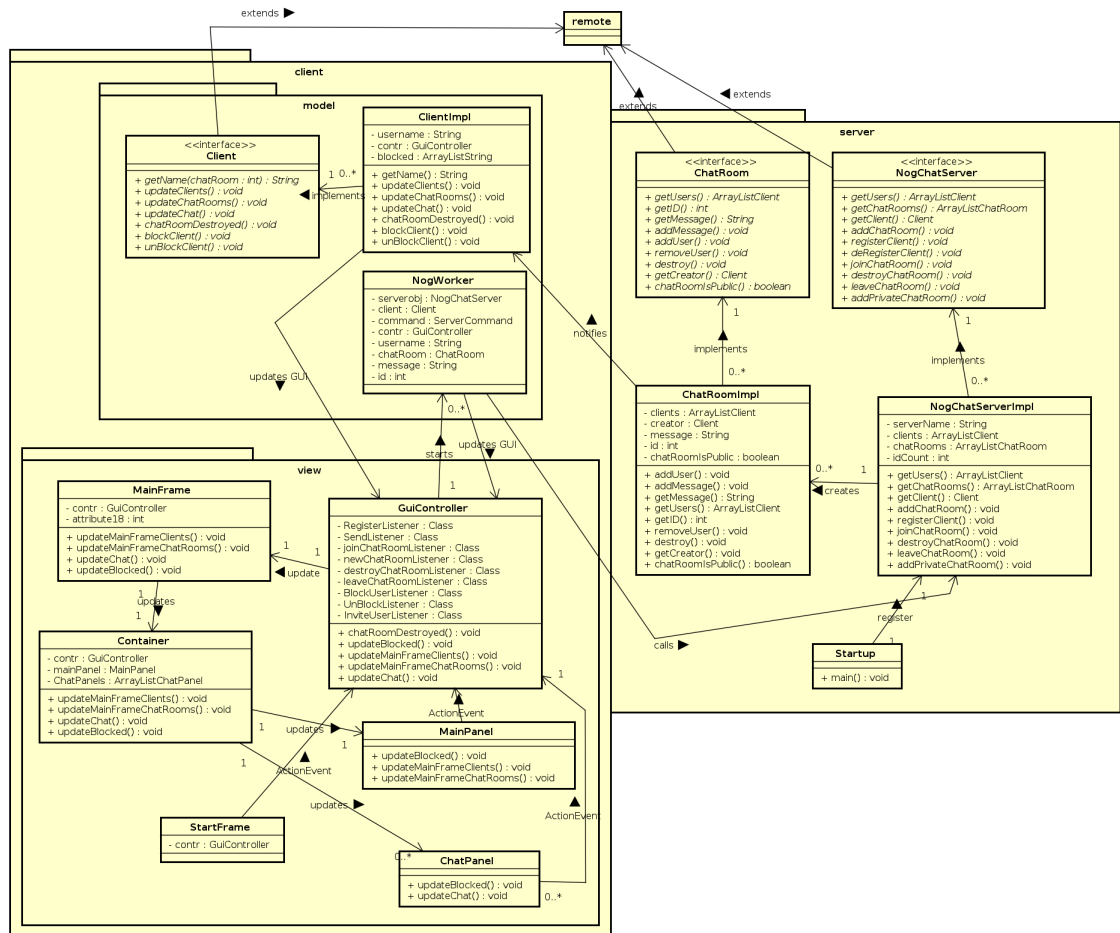 extends
remote
client
model
<<interface>>
Client
+ getName(chatRoom : int) : String
+ updateClients() : void
+ updateChatRooms() : void
+ updateChat() : void
+ chatRoomDestroyed() : void
+ blockClient() : void
+ unBlockClient() : void
1
0..*
implements
ClientImpl
- username : String
- contr : GuiController
- blocked : ArrayListString
+ getName() : String
+ updateClients() : void
+ updateChatRooms() : void
+ updateChat() : void
+ chatRoomDestroyed() : void
+ blockClient() : void
+ unBlockClient() : void
NogWorker
- serverobj : NogChatServer
- client : Client
- command : ServerCommand
- contr : GuiController
- username : String
- chatRoom : ChatRoom
- message : String
- id : int
updates GUI
0..*
starts
updates GUI
1
notifies
extends
extends
server
<<interface>>
ChatRoom
+ getUsers() : ArrayListClient
+ getID() : int
+ getMessage() : String
+ addMessage() : void
+ addUser() : void
+ removeUser() : void
+ destroy() : void
+ getCreator() : Client
+ chatRoomIsPublic() : boolean
<<interface>>
NogChatServer
+ getUsers() : ArrayListClient
+ getChatRooms() : ArrayListChatRoom
+ getClient() : Client
+ addChatRoom() : void
+ registerClient() : void
+ deRegisterClient() : void
+ joinChatRoom() : void
+ destroyChatRoom() : void
+ leaveChatRoom() : void
+ addPrivateChatRoom() : void
1
implements
0..*
1
implements
0..*
ChatRoomImpl
- clients : ArrayListClient
- creator : Client
- message : String
- id : int
- chatRoomIsPublic : boolean
+ addUser() : void
+ addMessage() : void
+ getMessage() : String
+ getUsers() : ArrayListClient
+ getID() : int
+ removeUser() : void
+ destroy() : void
+ getCreator() : Client
+ chatRoomIsPublic() : boolean
0..*
1
creates
NogChatServerImpl
- serverName : String
- clients : ArrayListClient
- chatRooms : ArrayListChatRoom
- idCount : int
+ getUsers() : ArrayListClient
+ getChatRooms() : ArrayListChatRoom
+ getClient() : Client
+ addChatRoom() : void
+ registerClient() : void
+ joinChatRoom() : void
+ destroyChatRoom() : void
+ leaveChatRoom() : void
+ addPrivateChatRoom() : void
1
register
1
calls
Startup
+ main() : void
view
MainFrame
- contr : GuiController
- attribute18 : int
+ updateMainFrameClients() : void
+ updateMainFrameChatRooms() : void
+ updateChat() : void
+ updateBlocked() : void
1
1
update
GuiController
- RegisterListener : Class
- SendListener : Class
- joinChatRoomListener : Class
- newChatRoomListener : Class
- destroyChatRoomListener : Class
- leaveChatRoomListener : Class
- BlockUserListener : Class
- UnBlockListener : Class
- InviteUserListener : Class
+ chatRoomDestroyed() : void
+ updateBlocked() : void
+ updateMainFrameClients() : void
+ updateMainFrameChatRooms() : void
+ updateChat() : void
1
updates
1
Container
- contr : GuiController
- mainPanel : MainPanel
- ChatPanels : ArrayListChatPanel
+ updateMainFrameClients() : void
+ updateMainFrameChatRooms() : void
+ updateChat() : void
+ updateBlocked() : void
1
updates
1
ActionEvent
1
MainPanel
+ updateBlocked() : void
+ updateMainFrameClients() : void
+ updateMainFrameChatRooms() : void
1
ActionEvent
updates
ActionEvent
StartFrame
- contr : GuiController
0..*
ChatPanel
+ updateBlocked() : void
+ updateChat() : void
0..*